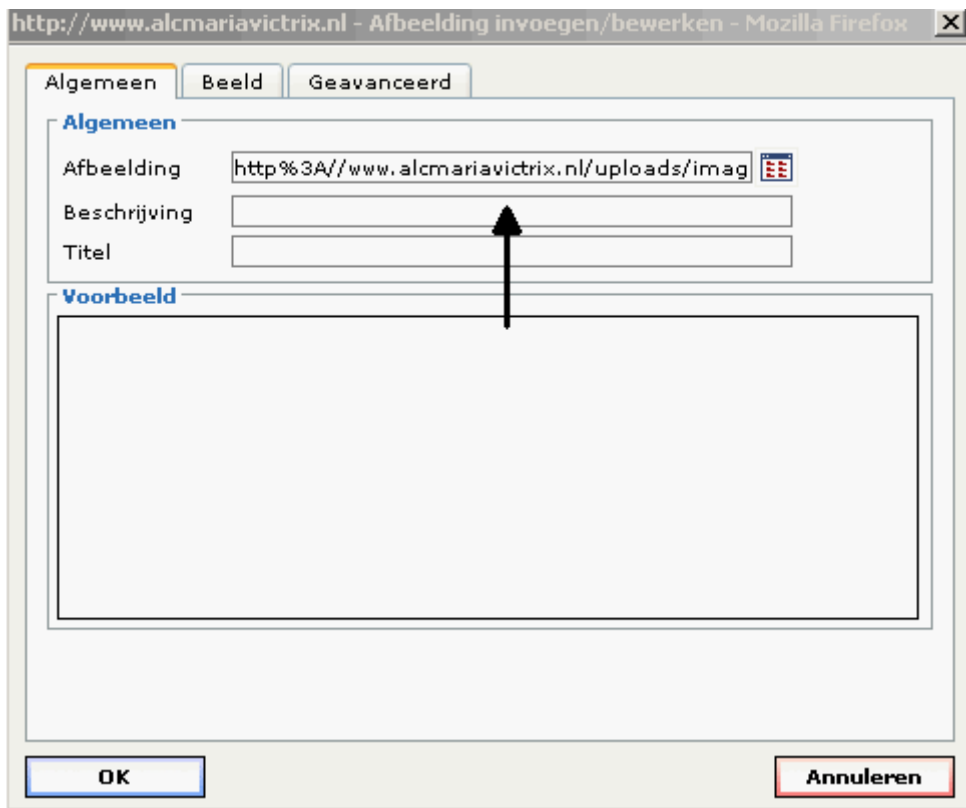 http://www.alcmariavictrix.nl - Afbeelding invoegen/bewerken - Mozilla Firefox
Algemeen Beeld Geavanceerd
Algemeen
Afbeelding http%3A//www.alcmariavictrix.nl/uploads/imag
Beschrijving
Titel
Voorbeeld
OK Annuleren